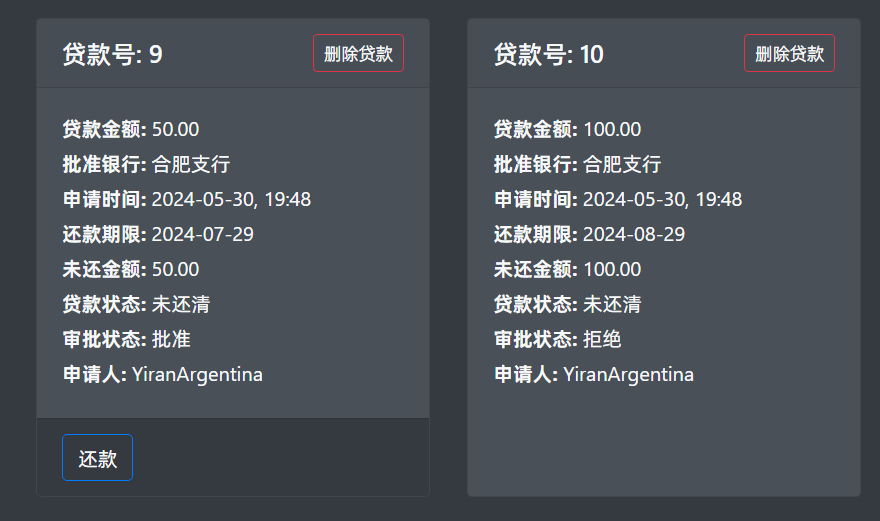 贷款号: 9
删除贷款
贷款金额: 50.00
批准银行: 合肥支行
申请时间: 2024-05-30, 19:48
还款期限: 2024-07-29
未还金额: 50.00
贷款状态: 未还清
审批状态: 批准
申请人: YiranArgentina
还款
贷款号: 10
删除贷款
贷款金额: 100.00
批准银行: 合肥支行
申请时间: 2024-05-30, 19:48
还款期限: 2024-08-29
未还金额: 100.00
贷款状态: 未还清
审批状态: 拒绝
申请人: YiranArgentina